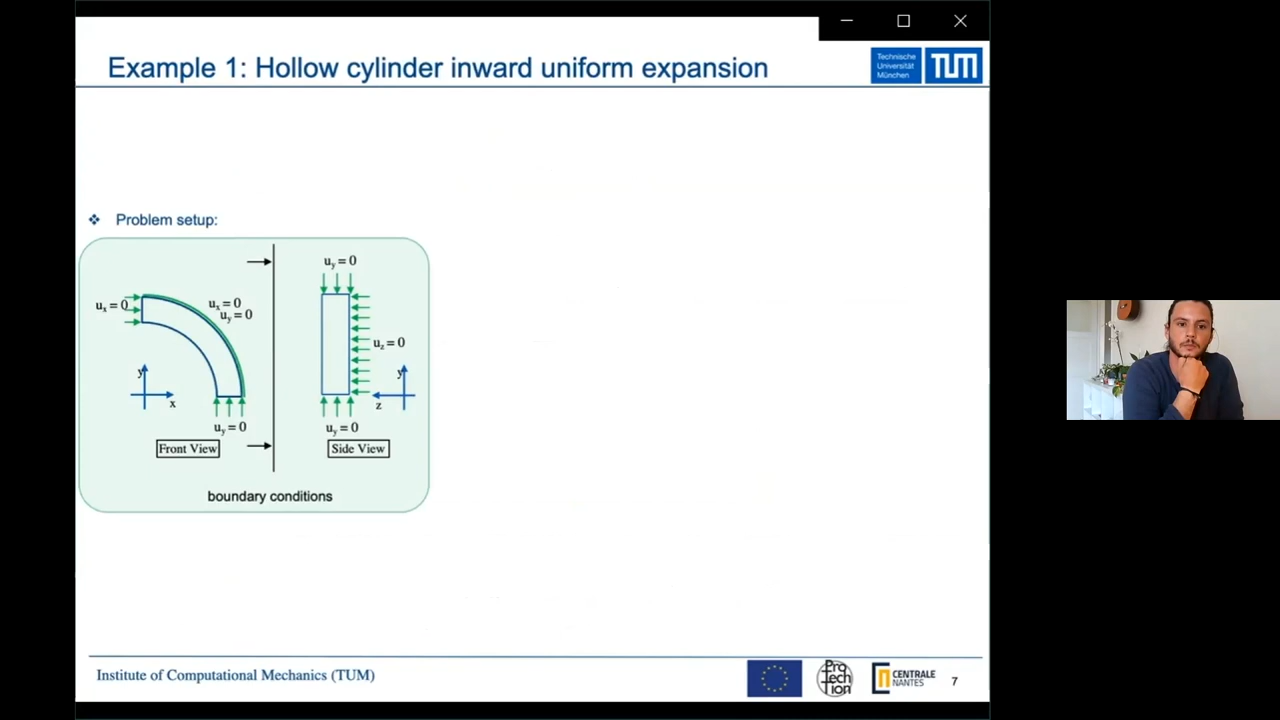 Example 1: Hollow cylinder inward uniform expansion
Technische
Universität
München
TUM
❖ Problem setup:
uₓ = 0
uₓ = 0
u_y = 0
y
x
u_y = 0
Front View
u_y = 0
u_z = 0
y
z
u_y = 0
Side View
boundary conditions
Institute of Computational Mechanics (TUM)
ProTechTion
CENTRALE
NANTES
7